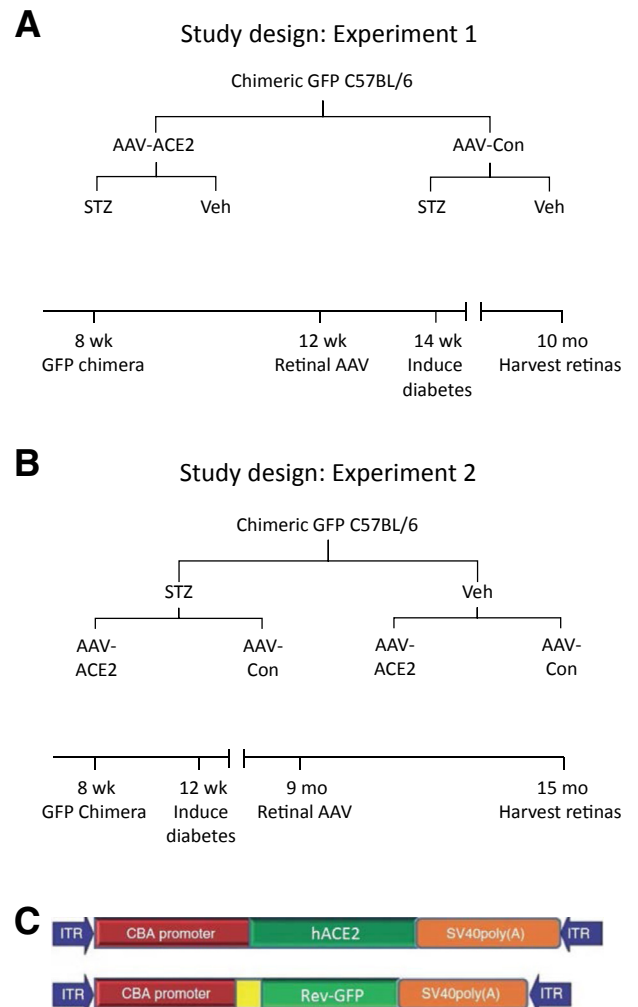 A
Study design: Experiment 1
Chimeric GFP C57BL/6
AAV-ACE2 AAV-Con
STZ Veh STZ Veh
8 wk 12 wk 14 wk 10 mo
GFP chimera Retinal AAV Induce Harvest retinas
diabetes
B
Study design: Experiment 2
Chimeric GFP C57BL/6
STZ Veh
AAV- AAV- AAV- AAV-
ACE2 Con ACE2 Con
8 wk 12 wk 9 mo 15 mo
GFP Chimera Induce Retinal AAV Harvest retinas
diabetes
C
ITR CBA promoter hACE2 SV40poly(A) ITR
ITR CBA promoter Rev-GFP SV40poly(A) ITR